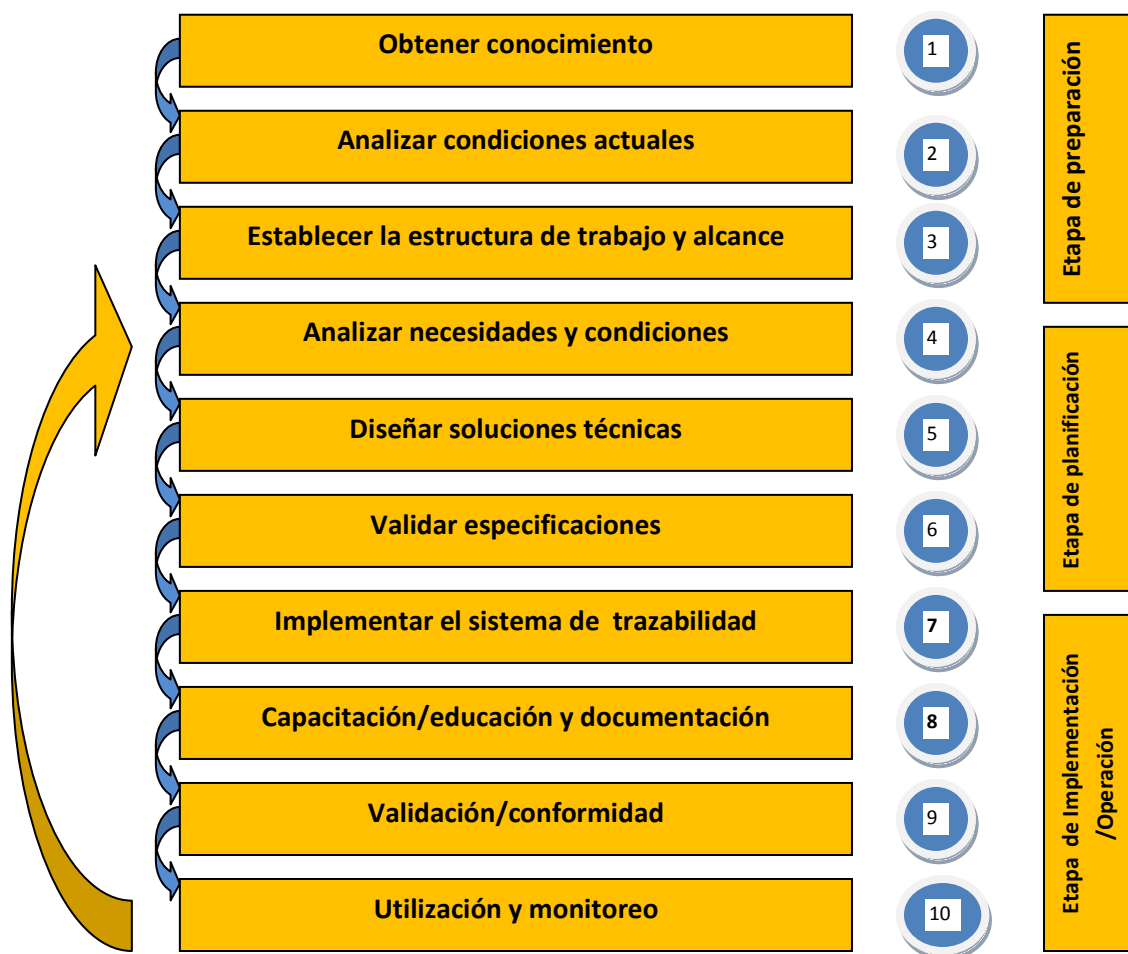 Obtener conocimiento
1
Analizar condiciones actuales
2
Establecer la estructura de trabajo y alcance
3
Etapa de preparación
Analizar necesidades y condiciones
4
Diseñar soluciones técnicas
5
Validar especificaciones
6
Etapa de planificación
Implementar el sistema de trazabilidad
7
Capacitación/educación y documentación
8
Validación/conformidad
9
Utilización y monitoreo
10
Etapa de Implementación
/Operación